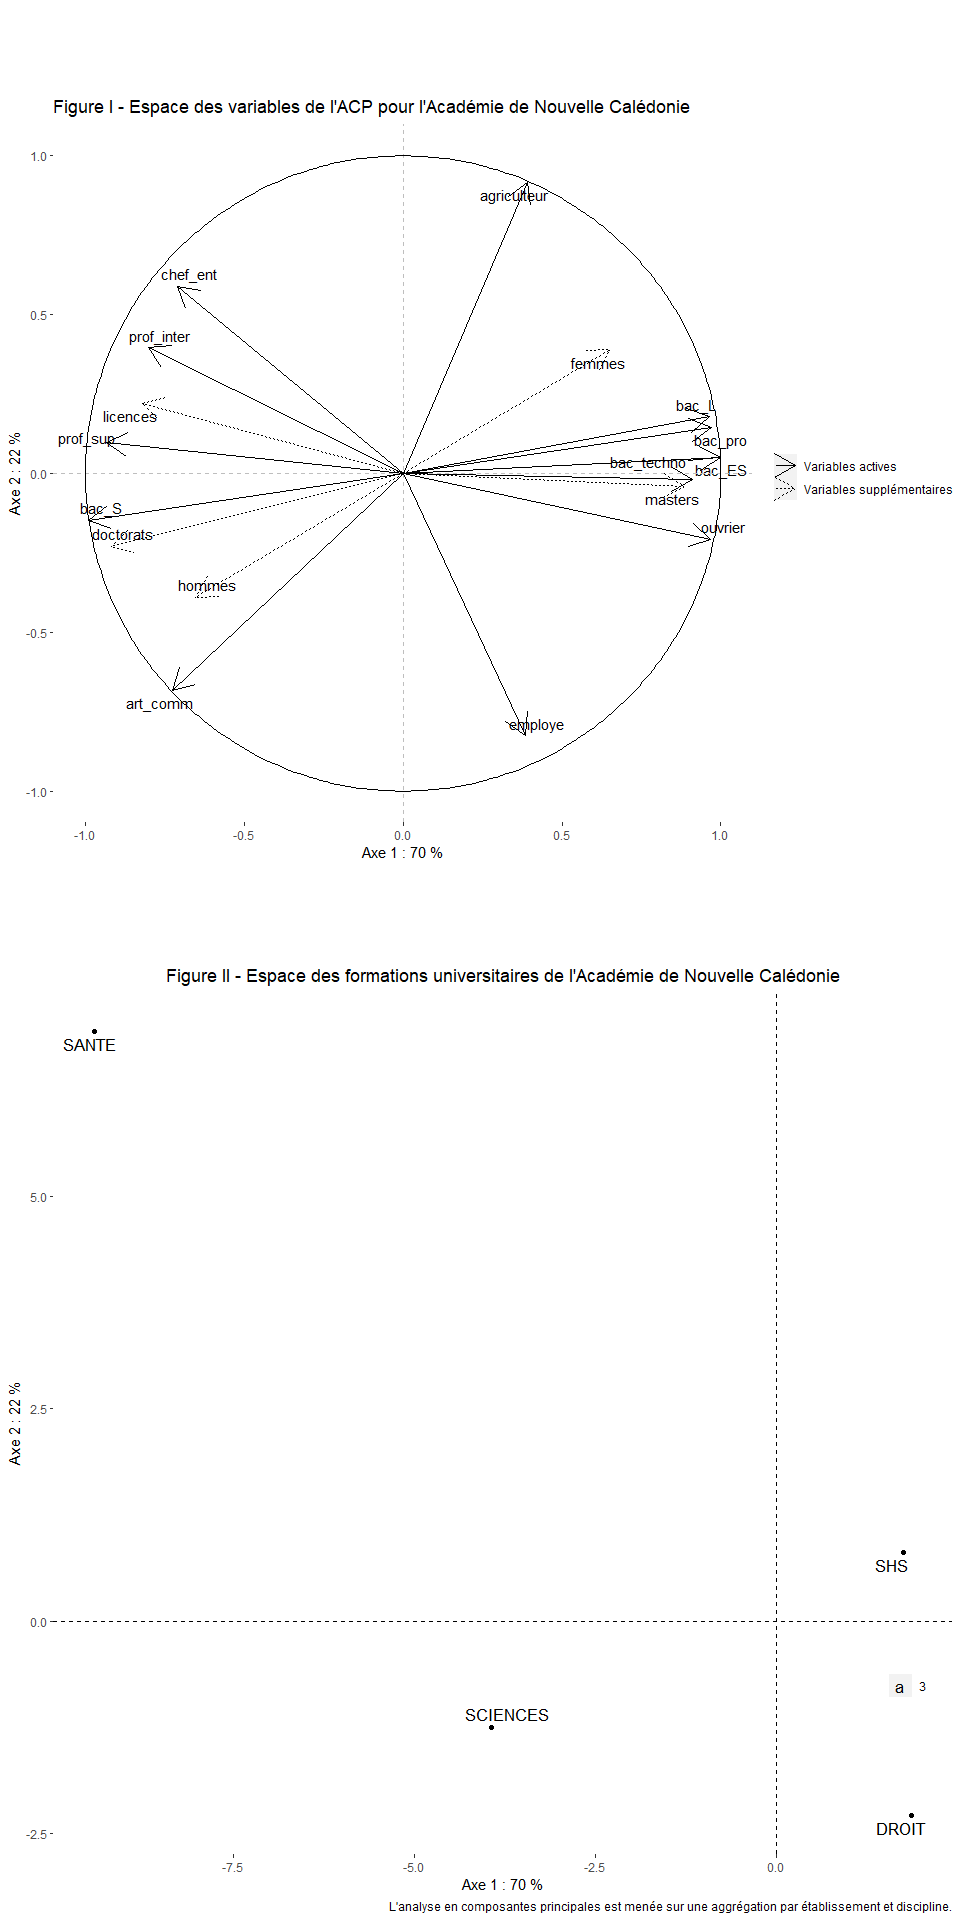 Figure I - Espace des variables de l'ACP pour l'Académie de Nouvelle Calédonie
1.0
agriculteur
chef_ent
0.5
prof_inter
femmes
licences
bac_L
prof_sup
bac_pro
Axe 2 : 22 %
0.0
bac_techno
bac_ES
Variables actives
Variables supplémentaires
masters
bac_S
ouvrier
doctorats
hommes
-0.5
art_comm
employe
-1.0
-1.0 -0.5 0.0 0.5 1.0
Axe 1 : 70 %
Figure II - Espace des formations universitaires de l'Académie de Nouvelle Calédonie
SANTE
5.0
Axe 2 : 22 %
2.5
SHS
0.0
a 3
SCIENCES
DROIT
-2.5
-7.5 -5.0 -2.5 0.0
Axe 1 : 70 %
L'analyse en composantes principales est menée sur une aggrégation par établissement et discipline.